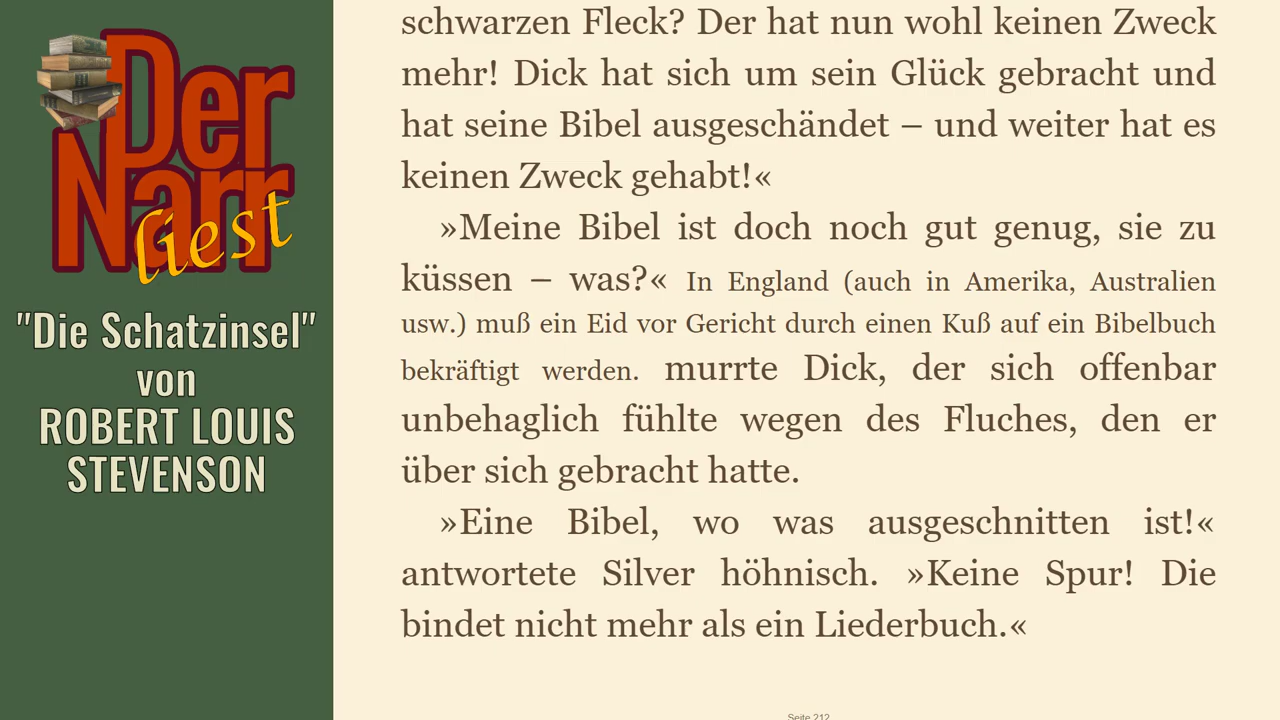 Der
Narr
liest
"Die Schatzinsel"
von
ROBERT LOUIS
STEVENSON
schwarzen Fleck? Der hat nun wohl keinen Zweck
mehr! Dick hat sich um sein Glück gebracht und
hat seine Bibel ausgeschändet – und weiter hat es
keinen Zweck gehabt!«
»Meine Bibel ist doch noch gut genug, sie zu
küssen – was?« In England (auch in Amerika, Australien
usw.) muß ein Eid vor Gericht durch einen Kuß auf ein Bibelbuch
bekräftigt werden. murrte Dick, der sich offenbar
unbehaglich fühlte wegen des Fluches, den er
über sich gebracht hatte.
»Eine Bibel, wo was ausgeschnitten ist!«
antwortete Silver höhnisch. »Keine Spur! Die
bindet nicht mehr als ein Liederbuch.«
Seite 212